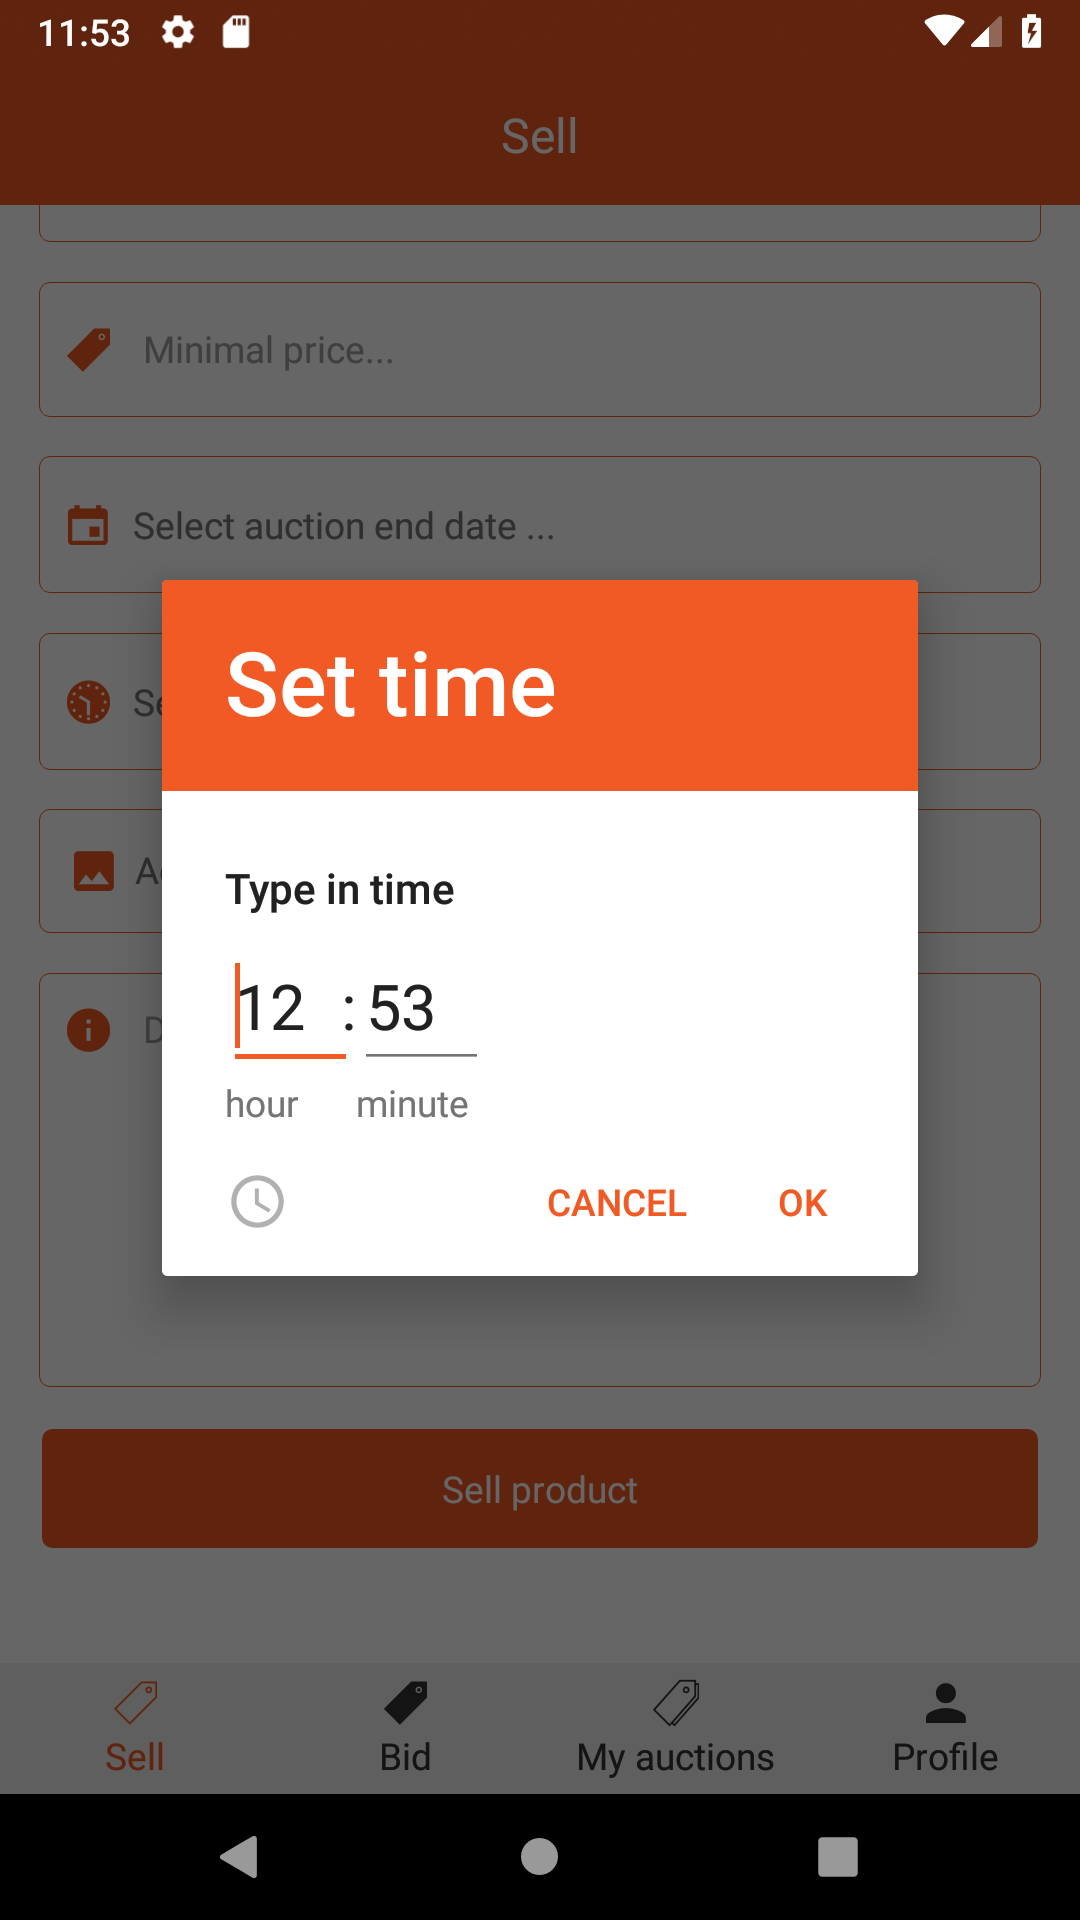 11:53
Sell
Minimal price...
Select auction end date ...
Se
Set time
A
Type in time
12 : 53
D
hour minute
CANCEL OK
Sell product
Sell Bid My auctions Profile